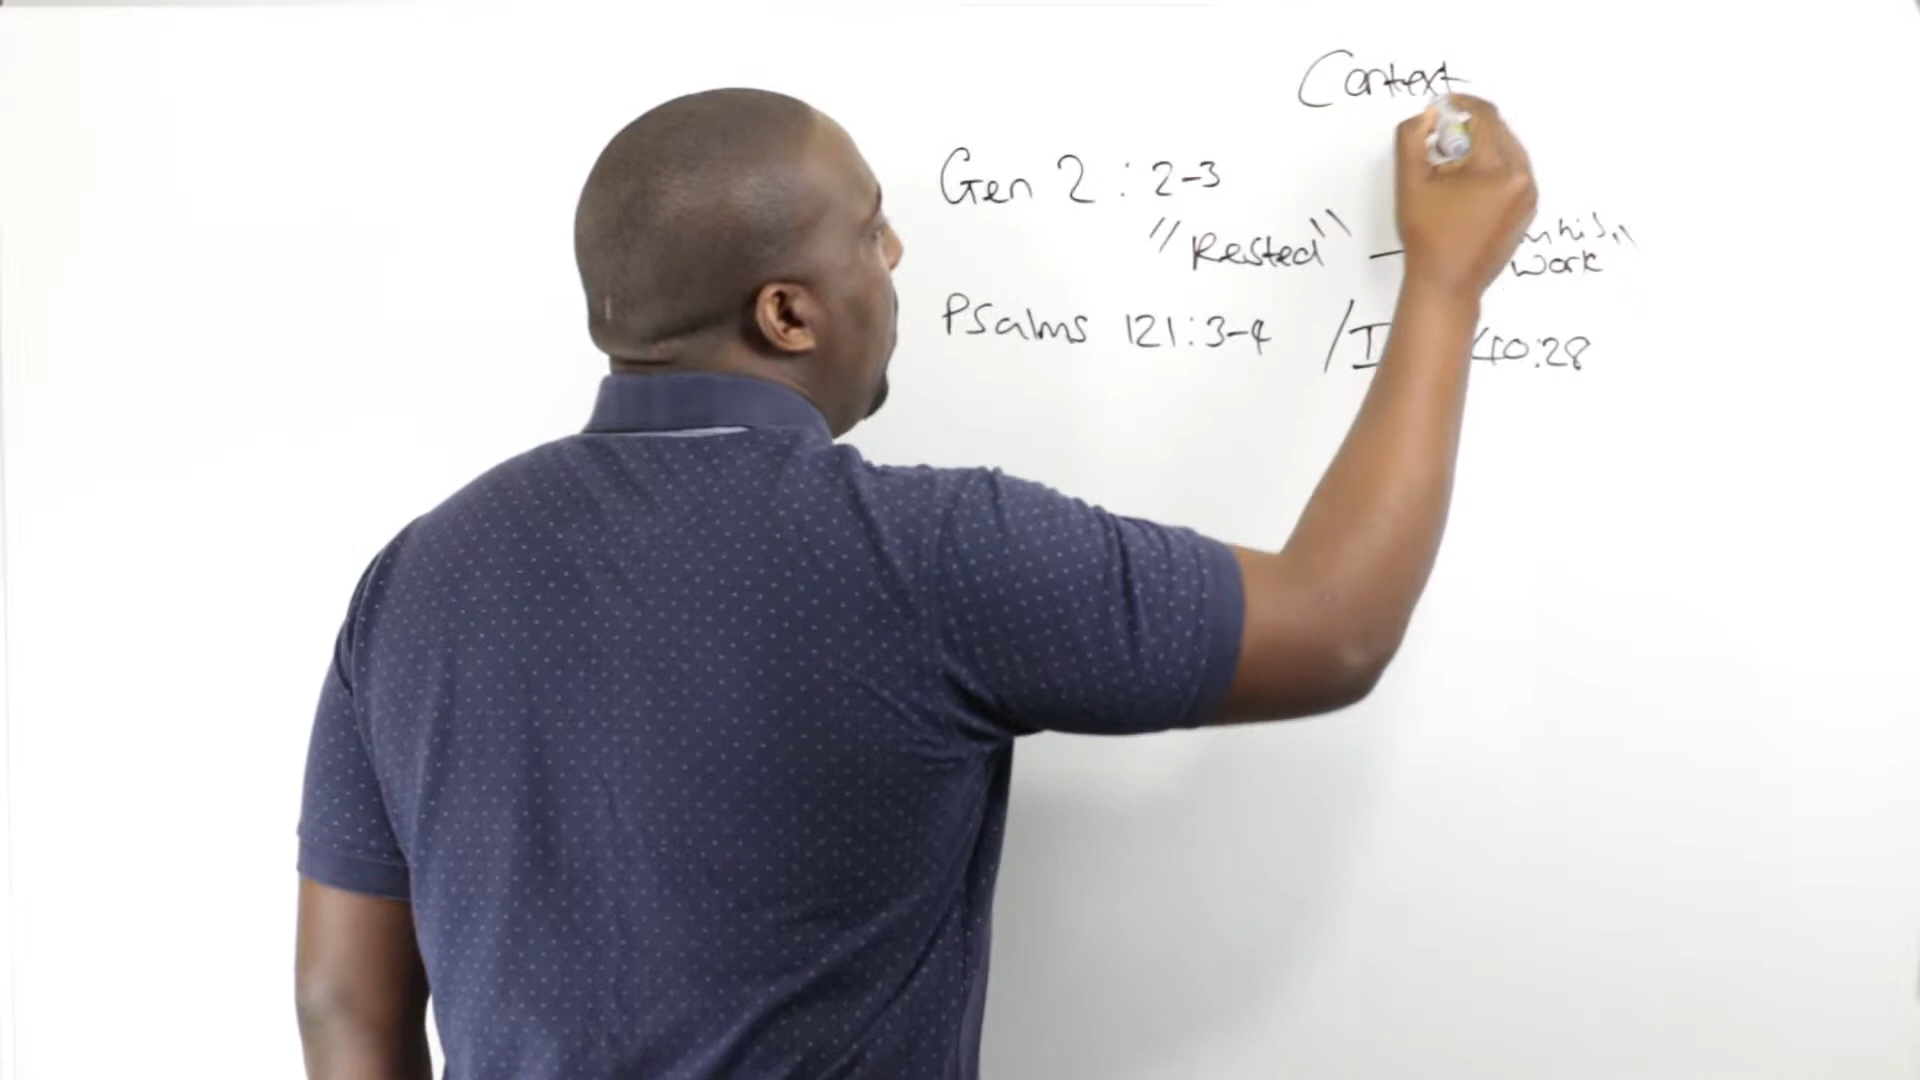 Context
Gen 2 : 2-3
"Rested" - his"
work
Psalms 121:3-4 /I 40:28